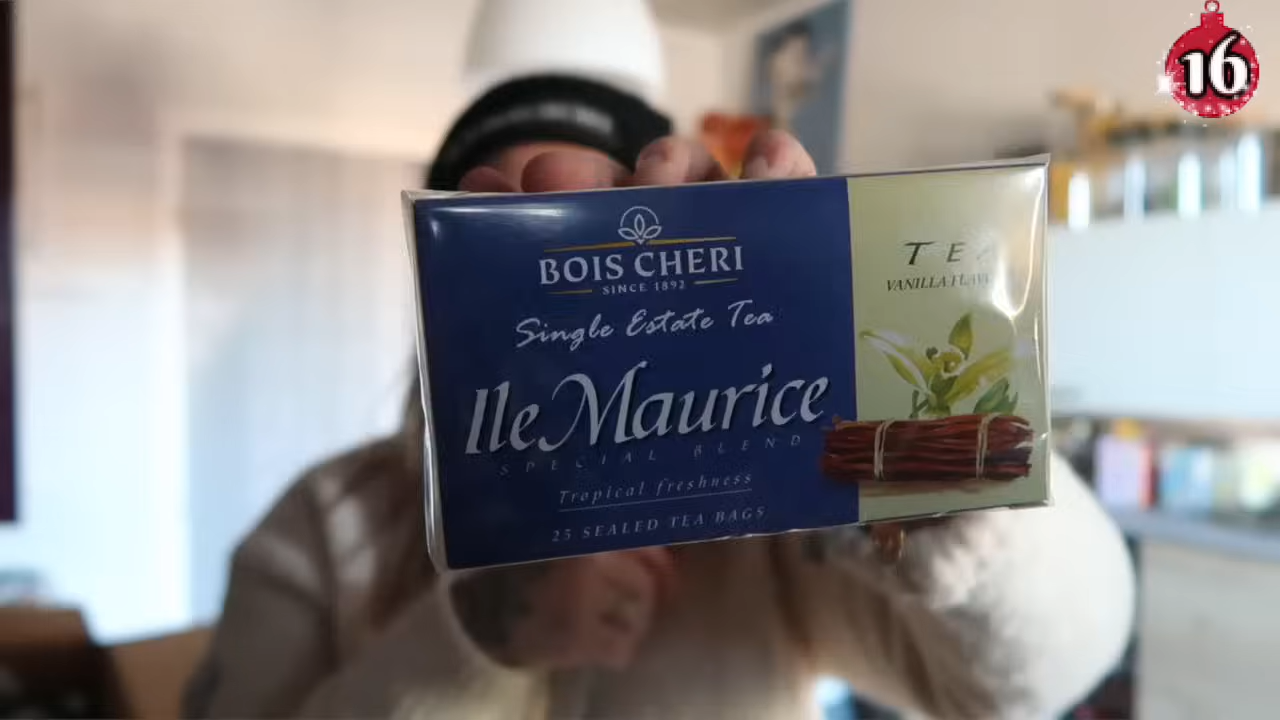 16
BOIS CHERI
SINCE 1892
Single Estate Tea
Ile Maurice
SPECIAL BLEND
Tropical freshness
25 SEALED TEA BAGS
TEA
VANILLA